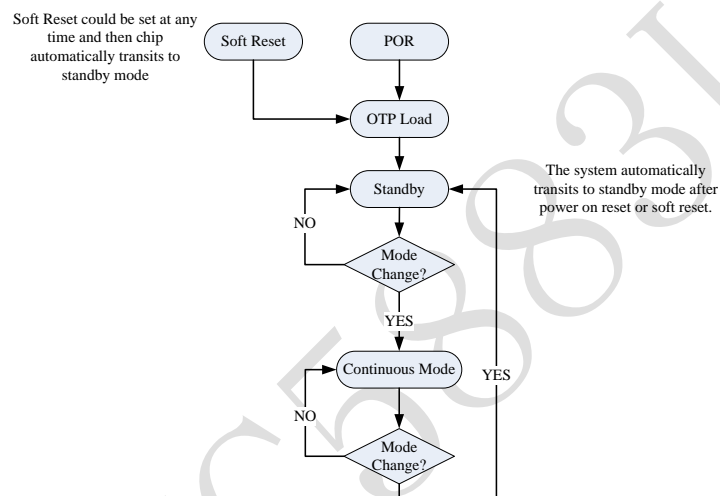 Soft Reset could be set at any
time and then chip
automatically transits to
standby mode
Soft Reset
POR
OTP Load
Standby
The system automatically
transits to standby mode after
power on reset or soft reset.
NO
Mode
Change?
YES
Continuous Mode
YES
NO
Mode
Change?